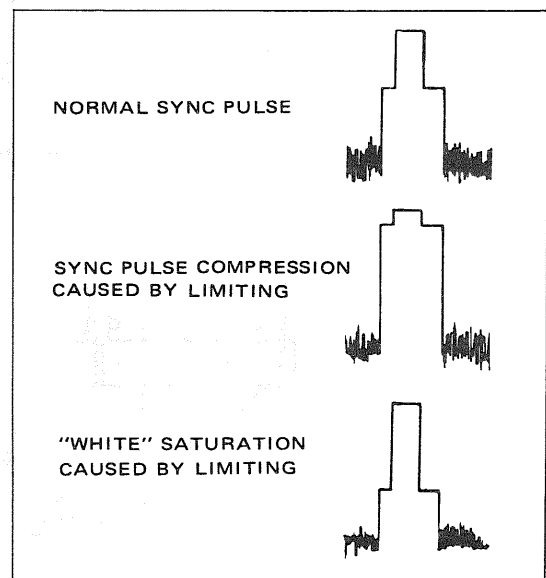 NORMAL SYNC PULSE
SYNC PULSE COMPRESSION
CAUSED BY LIMITING
"WHITE" SATURATION
CAUSED BY LIMITING